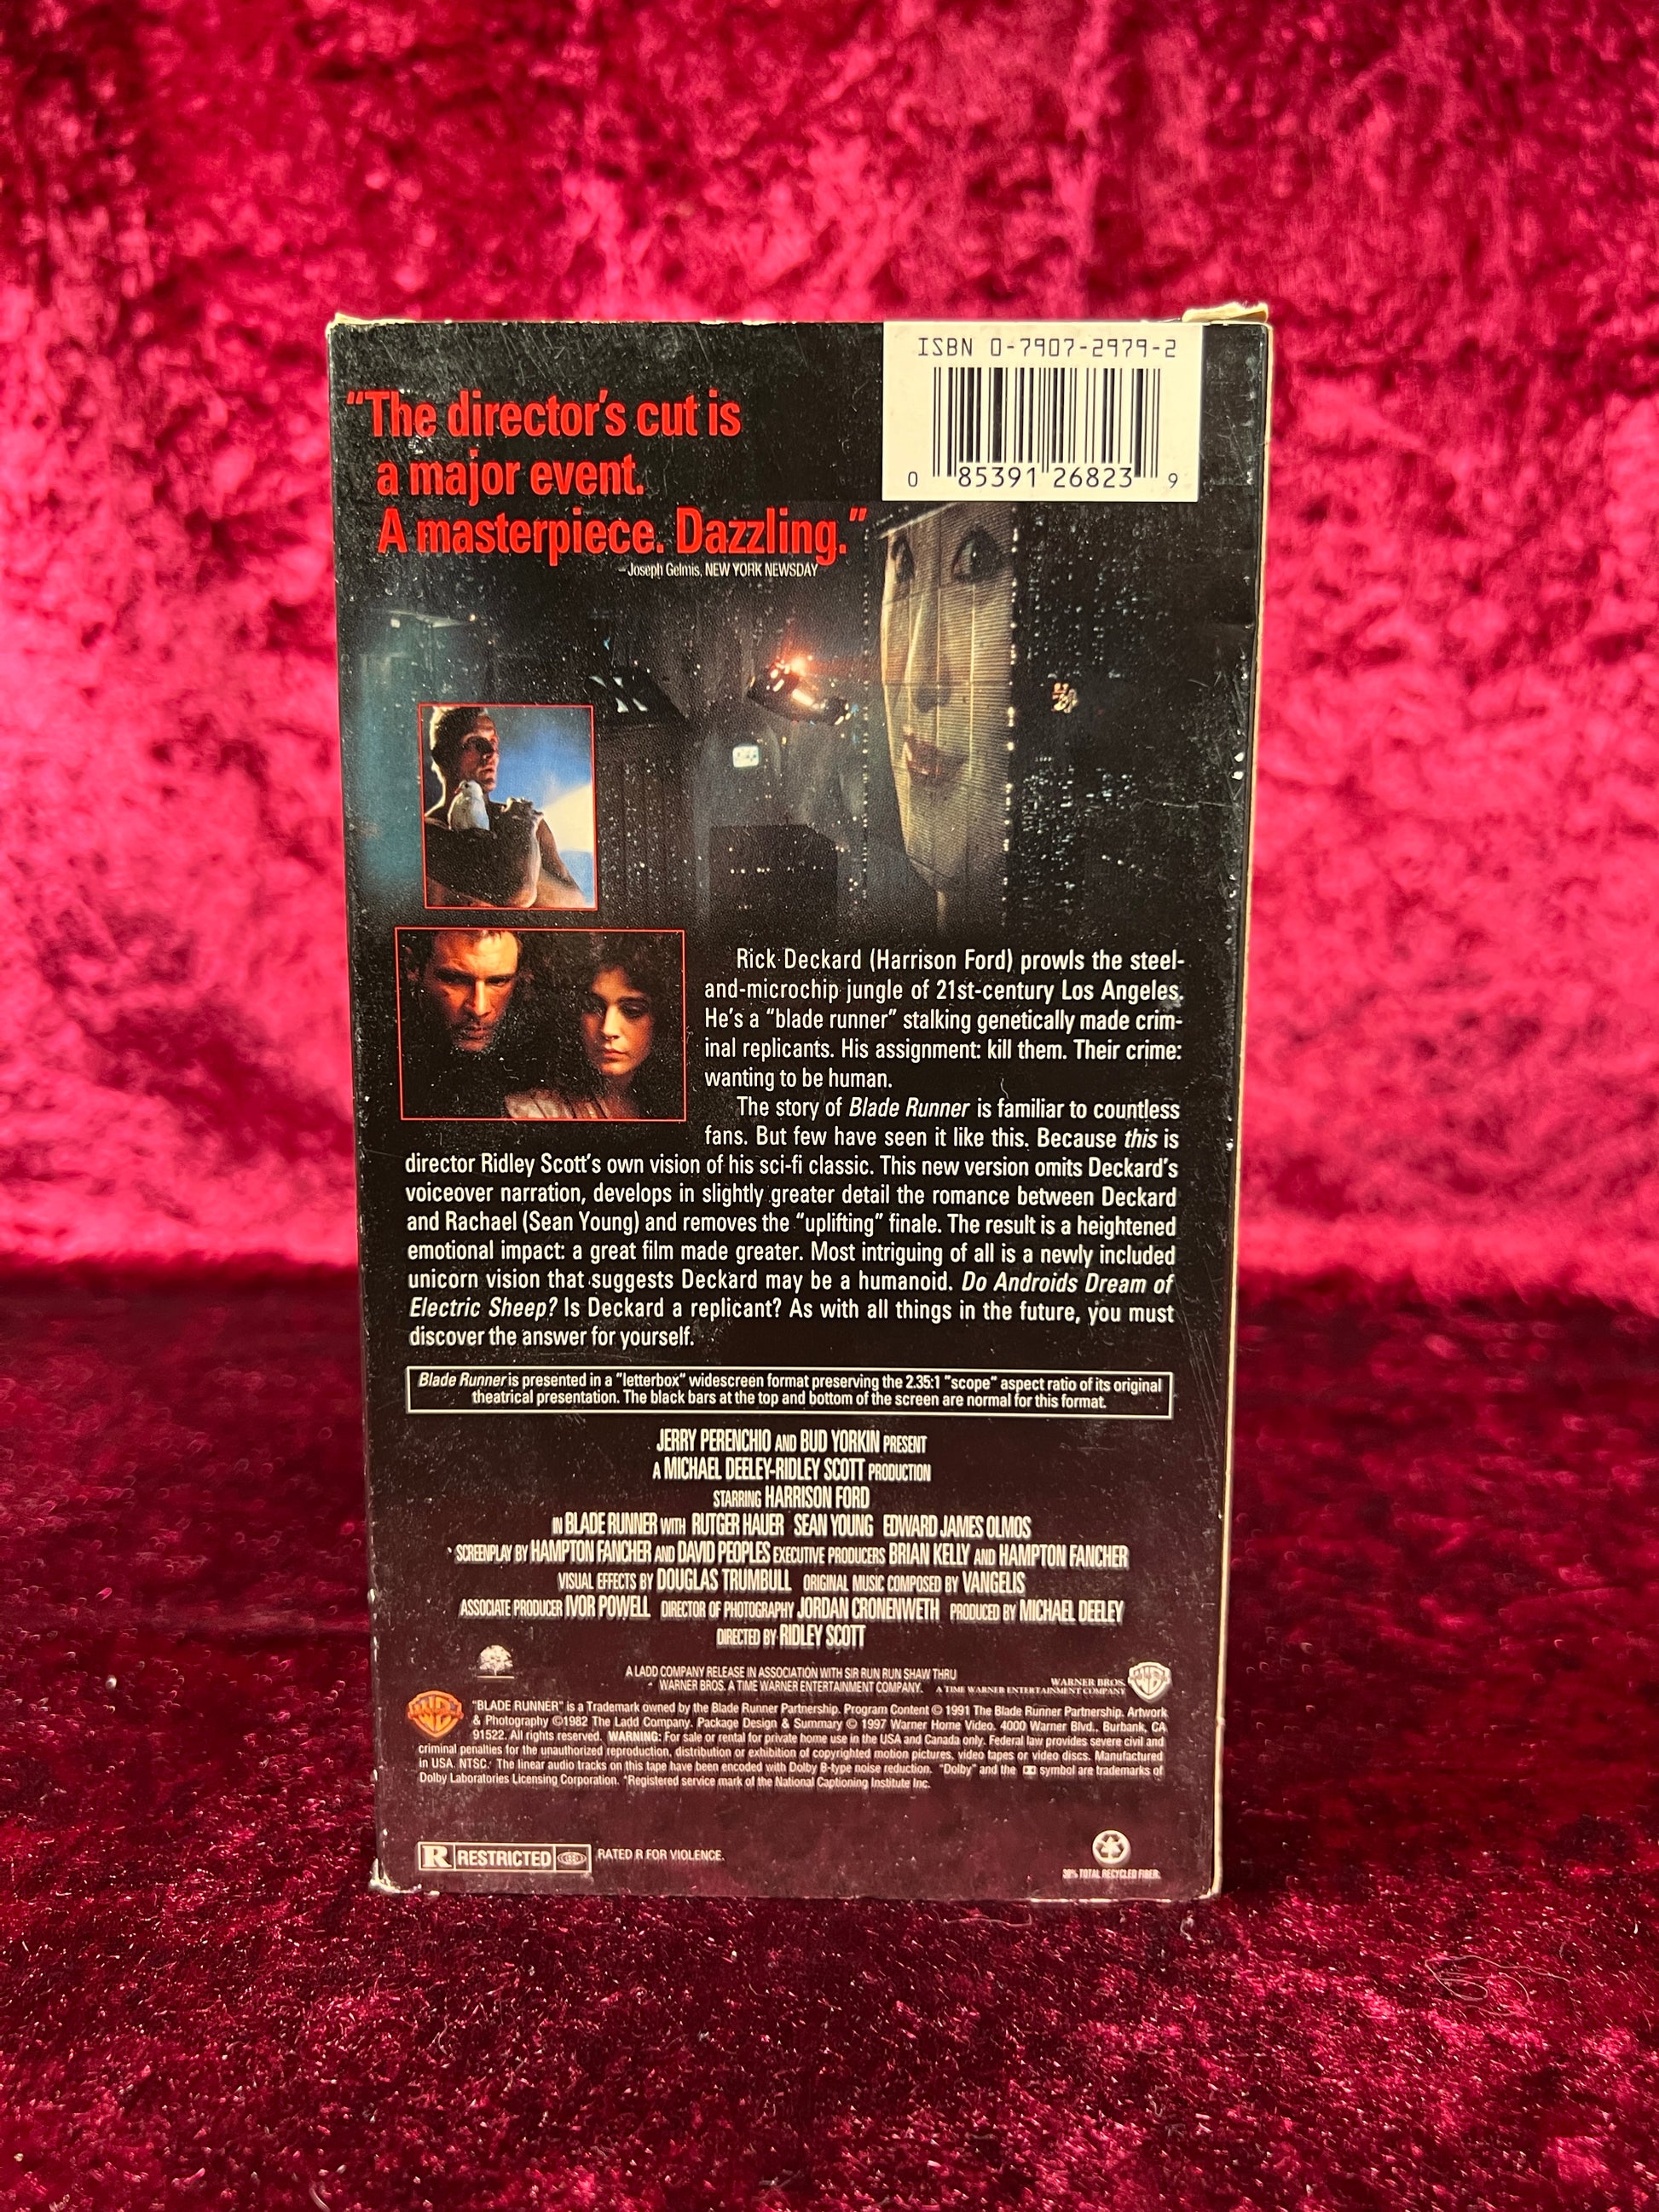 ISBN 0-7907-2979-2
0 85391 26823 9
“The director's cut is
a major event.
A masterpiece. Dazzling.”
–Joseph Gelmis, NEW YORK NEWSDAY
Rick Deckard (Harrison Ford) prowls the steel-
and-microchip jungle of 21st-century Los Angeles.
He's a “blade runner” stalking genetically made crim-
inal replicants. His assignment: kill them. Their crime:
wanting to be human.
The story of Blade Runner is familiar to countless
fans. But few have seen it like this. Because this is
director Ridley Scott's own vision of his sci-fi classic. This new version omits Deckard's
voiceover narration, develops in slightly greater detail the romance between Deckard
and Rachael (Sean Young) and removes the “uplifting” finale. The result is a heightened
emotional impact: a great film made greater. Most intriguing of all is a newly included
unicorn vision that suggests Deckard may be a humanoid. Do Androids Dream of
Electric Sheep? Is Deckard a replicant? As with all things in the future, you must
discover the answer for yourself.
Blade Runner is presented in a "letterbox" widescreen format preserving the 2.35:1 "scope" aspect ratio of its original
theatrical presentation. The black bars at the top and bottom of the screen are normal for this format.
JERRY PERENCHIO AND BUD YORKIN PRESENT
A MICHAEL DEELEY-RIDLEY SCOTT PRODUCTION
STARRING HARRISON FORD
IN BLADE RUNNER WITH RUTGER HAUER SEAN YOUNG EDWARD JAMES OLMOS
SCREENPLAY BY HAMPTON FANCHER AND DAVID PEOPLES EXECUTIVE PRODUCERS BRIAN KELLY AND HAMPTON FANCHER
VISUAL EFFECTS BY DOUGLAS TRUMBULL ORIGINAL MUSIC COMPOSED BY VANGELIS
ASSOCIATE PRODUCER IVOR POWELL DIRECTOR OF PHOTOGRAPHY JORDAN CRONENWETH PRODUCED BY MICHAEL DEELEY
DIRECTED BY RIDLEY SCOTT
A LADD COMPANY RELEASE IN ASSOCIATION WITH SIR RUN RUN SHAW THRU
WARNER BROS. A TIME WARNER ENTERTAINMENT COMPANY.
WARNER BROS.
A TIME WARNER ENTERTAINMENT COMPANY
"BLADE RUNNER" is a Trademark owned by the Blade Runner Partnership. Program Content © 1991 The Blade Runner Partnership. Artwork
& Photography ©1982 The Ladd Company. Package Design & Summary © 1997 Warner Home Video. 4000 Warner Blvd., Burbank, CA
91522. All rights reserved. WARNING: For sale or rental for private home use in the USA and Canada only. Federal law provides severe civil and
criminal penalties for the unauthorized reproduction, distribution or exhibition of copyrighted motion pictures, video tapes or video discs. Manufactured
in USA. NTSC. The linear audio tracks on this tape have been encoded with Dolby B-type noise reduction. "Dolby" and the symbol are trademarks of
Dolby Laboratories Licensing Corporation. *Registered service mark of the National Captioning Institute Inc.
R RESTRICTED RATED R FOR VIOLENCE.
TOTAL RECYCLED FIBER.